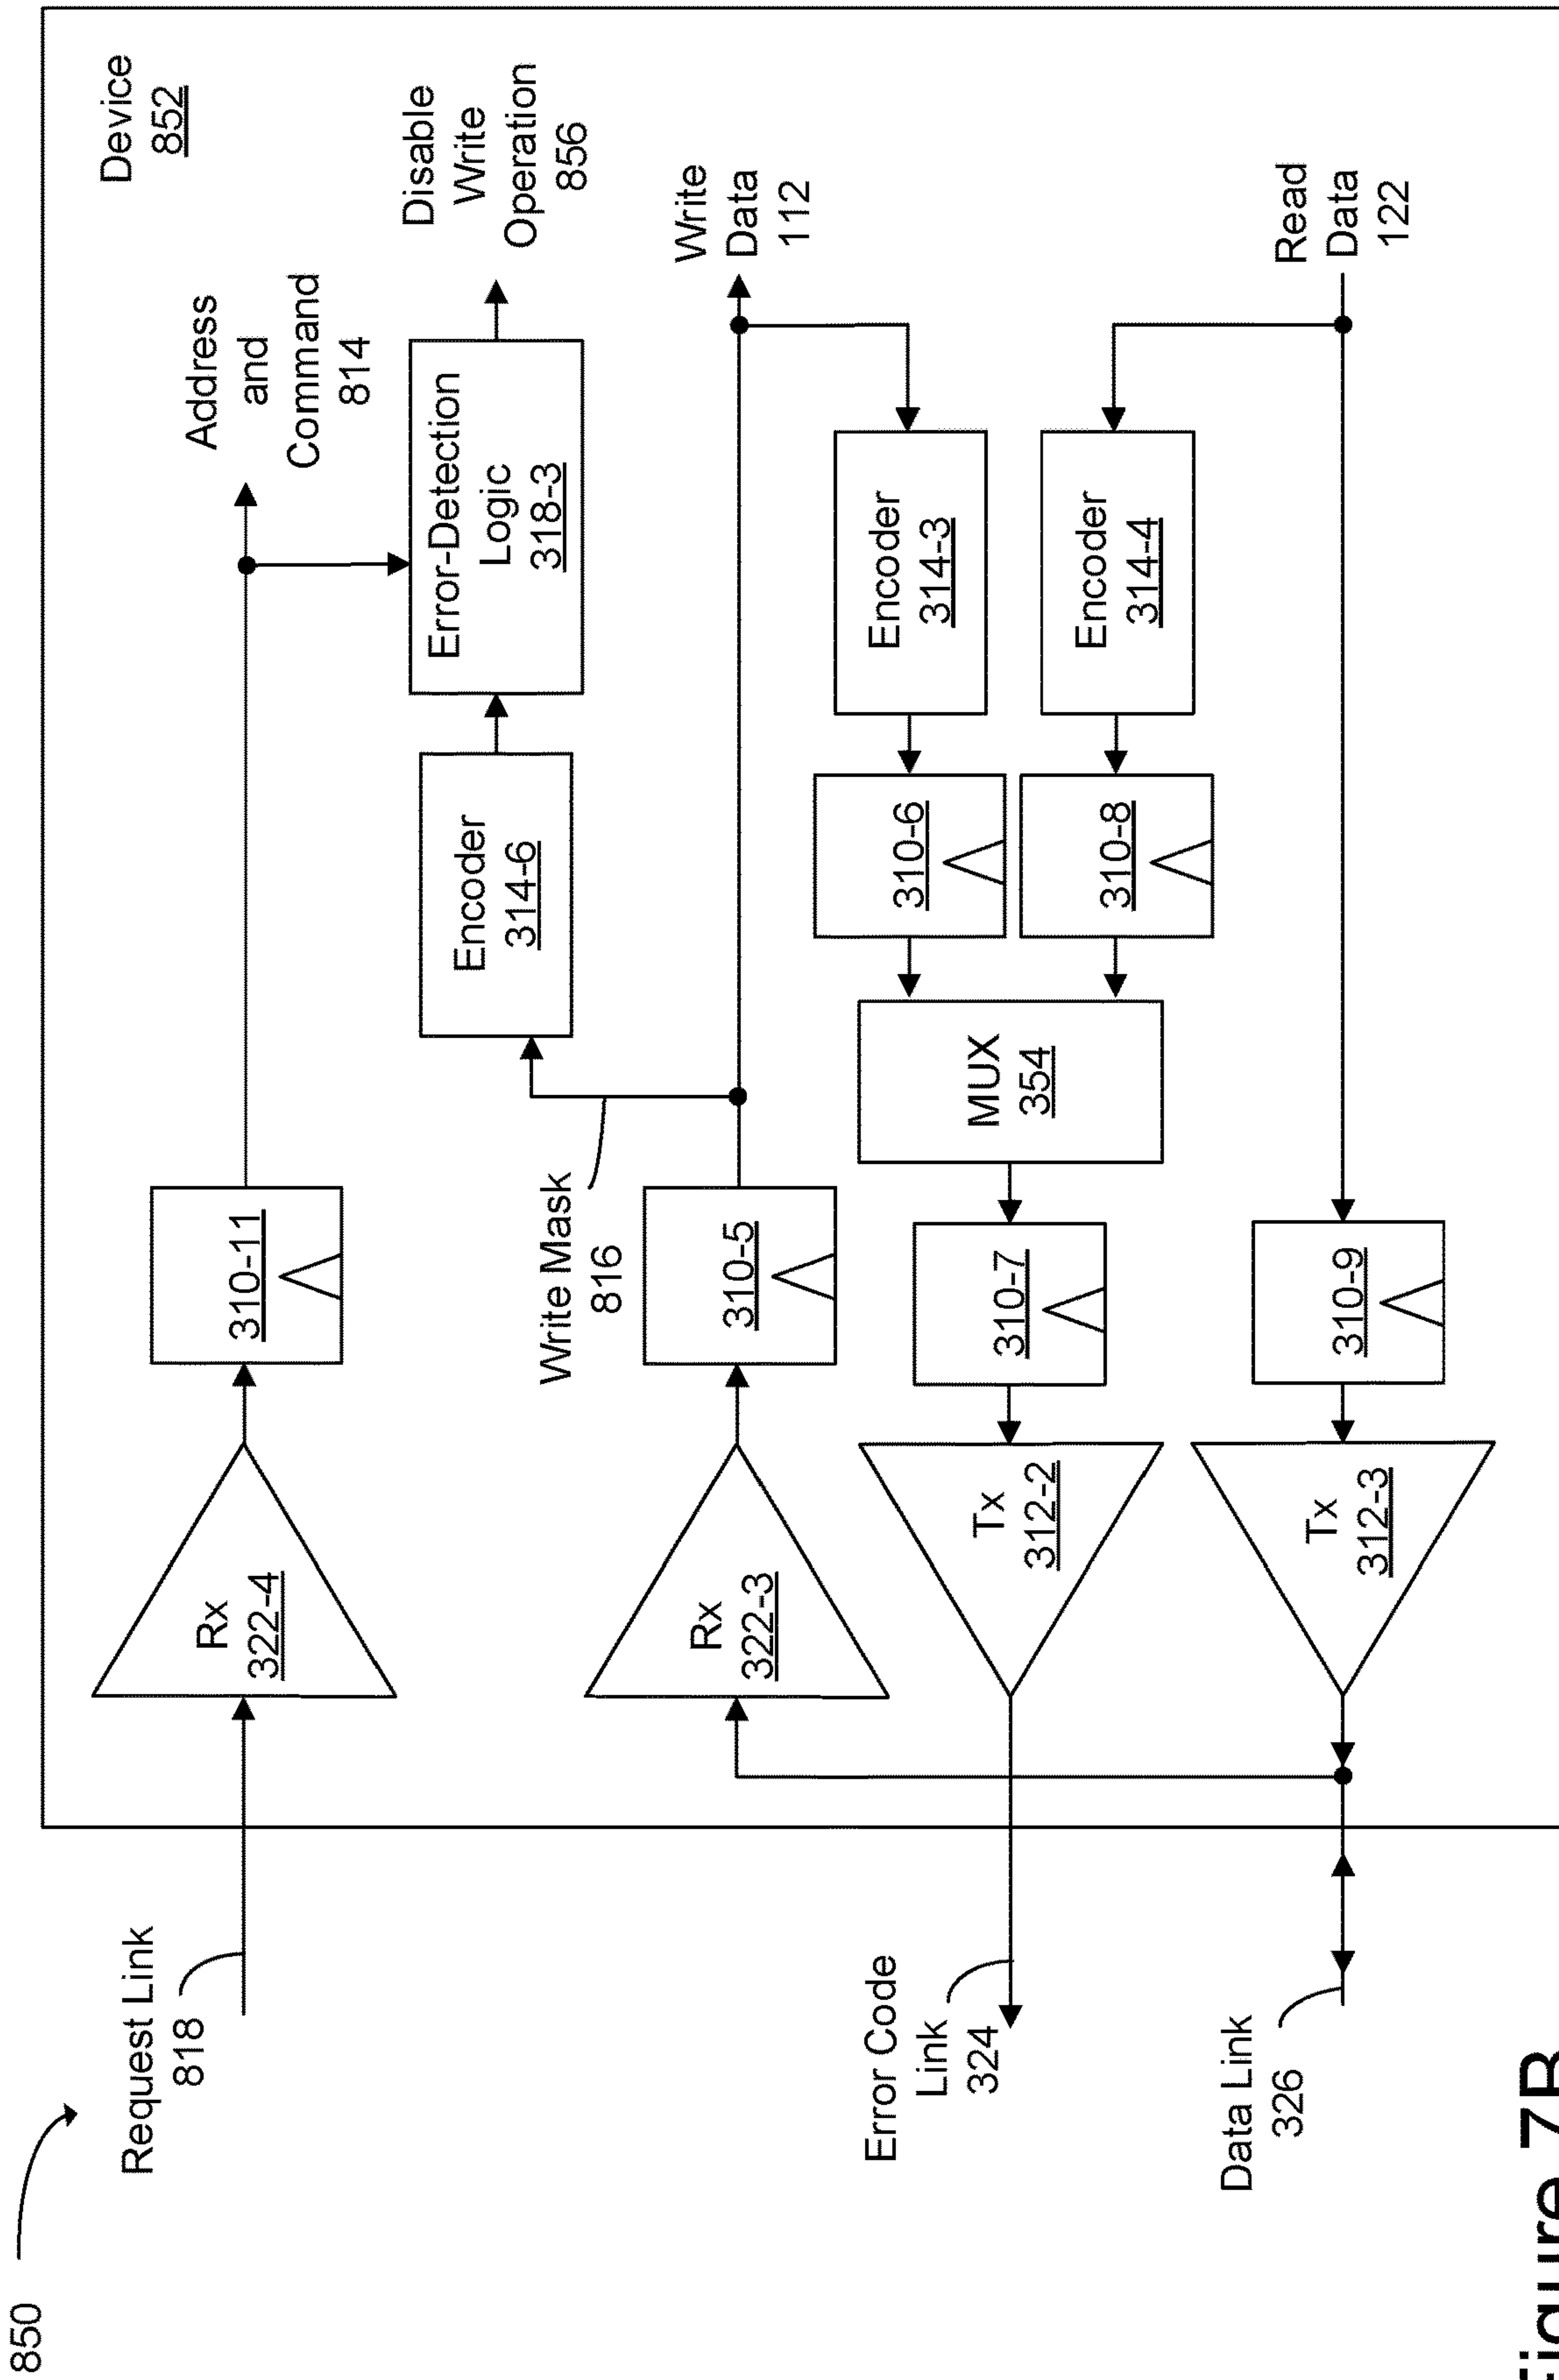 850
Request Link
818
Error Code
Link
324
Data Link
326
Device
852
Rx
322-4
310-11
Address
and
Command
814
Encoder
314-6
Error-Detection
Logic
318-3
Disable
Write
Operation
856
Write Mask
816
Rx
322-3
310-5
Write
Data
112
Tx
312-2
310-7
MUX
354
310-6
Encoder
314-3
310-8
Encoder
314-4
Tx
312-3
310-9
Read
Data
122
Figure 7B